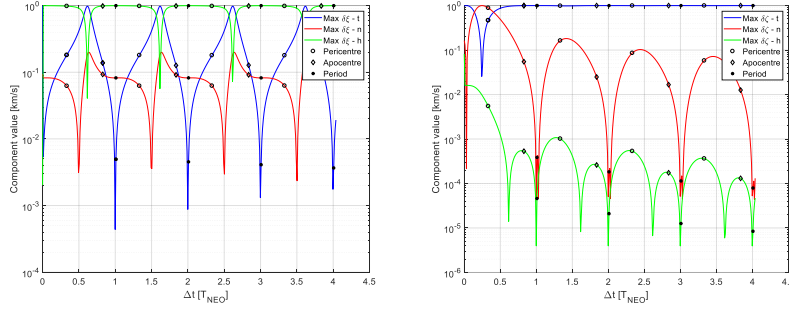 10^0
10^-1
10^-2
10^-3
10^-4
Component value [km/s]
0
0.5
1
1.5
2
2.5
3
3.5
4
4.5
Δt [T_NEO]
Max δξ - t
Max δξ - n
Max δξ - h
Pericentre
Apocentre
Period
10^0
10^-1
10^-2
10^-3
10^-4
10^-5
10^-6
Component value [km/s]
0
0.5
1
1.5
2
2.5
3
3.5
4
4.5
Δt [T_NEO]
Max δζ - t
Max δζ - n
Max δζ - h
Pericentre
Apocentre
Period